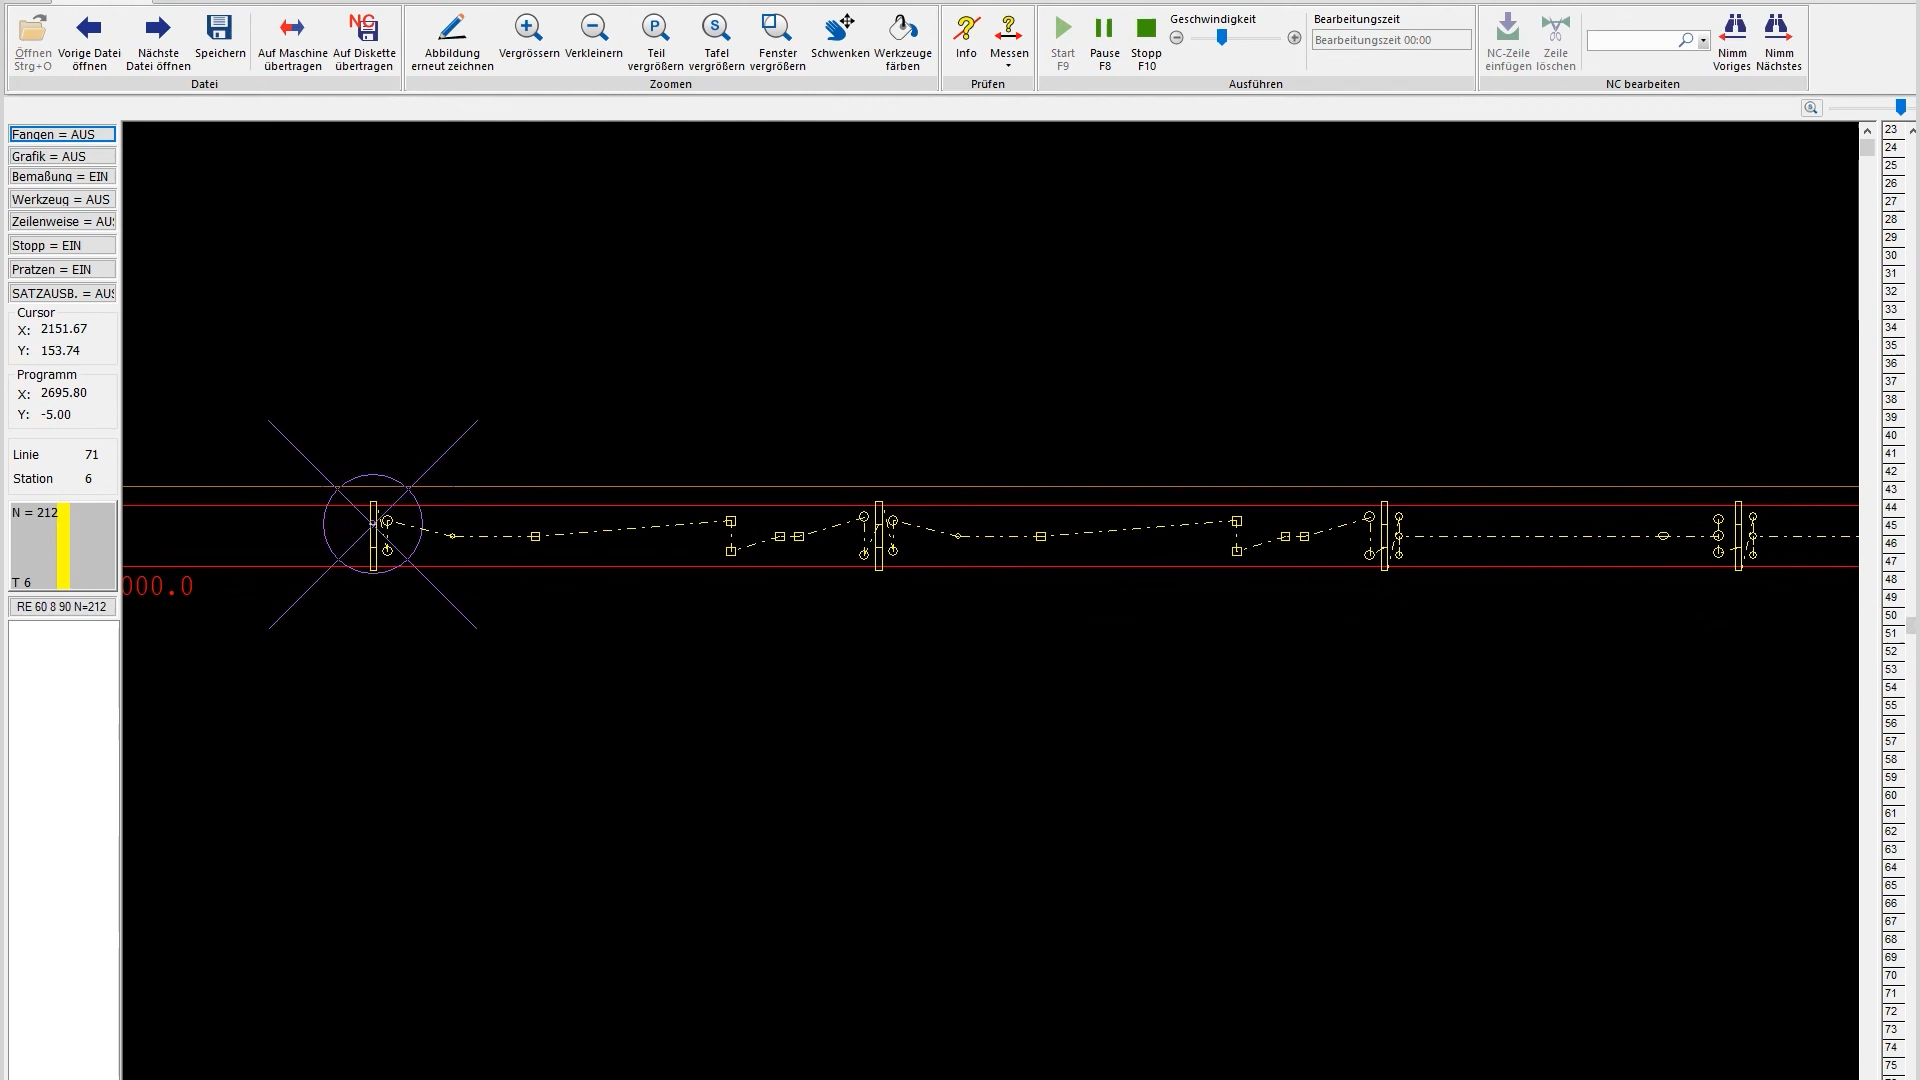 Öffnen
Strg+O
Vorige Datei
öffnen
Nächste
Datei öffnen
Speichern
Auf Maschine
übertragen
NC
Auf Diskette
übertragen
Datei
Abbildung
erneut zeichnen
Vergrössern
Verkleinern
P
Teil
vergrößern
S
Tafel
vergrößern
Fenster
vergrößern
Schwenken
Werkzeuge
färben
Zoomen
Info
Messen
Prüfen
Start
F9
Pause
F8
Stopp
F10
Geschwindigkeit
Bearbeitungszeit
Bearbeitungszeit 00:00
Ausführen
NC-Zeile
einfügen
Zeile
löschen
Nimm
Voriges
Nimm
Nächstes
NC bearbeiten
Fangen = AUS
Grafik = AUS
Bemaßung = EIN
Werkzeug = AUS
Zeilenweise = AUS
Stopp = EIN
Pratzen = EIN
SATZAUSB. = AUS
Cursor
X: 2151.67
Y: 153.74
Programm
X: 2695.80
Y: -5.00
Linie 71
Station 6
N = 212
T 6
RE 60 8 90 N=212
000.0
23
24
25
26
27
28
29
30
31
32
33
34
35
36
37
38
39
40
41
42
43
44
45
46
47
48
49
50
51
52
53
54
55
56
57
58
59
60
61
62
63
64
65
66
67
68
69
70
71
72
73
74
75